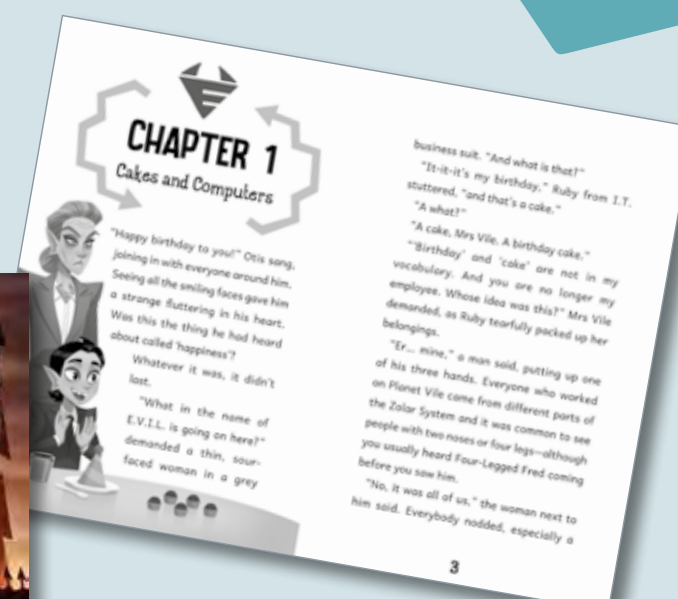 CHAPTER 1
Cakes and Computers
"Happy birthday to you!" Otis sang,
joining in with everyone around him.
Seeing all the smiling faces gave him
a strange fluttering in his heart.
Was this the thing he had heard
about called 'happiness'?
Whatever it was, it didn't
last.
"What in the name of
E.V.I.L. is going on here?"
demanded a thin, sour-
faced woman in a grey
business suit. "And what is that?"
"It-it-it's my birthday," Ruby from I.T.
stuttered, "and that's a cake."
"A what?"
"A cake, Mrs Vile. A birthday cake."
"'Birthday' and 'cake' are not in my
vocabulary. And you are no longer my
employee. Whose idea was this?" Mrs Vile
demanded, as Ruby tearfully packed up her
belongings.
"Er... mine," a man said, putting up one
of his three hands. Everyone who worked
on Planet Vile came from different parts of
the Zolar System and it was common to see
people with two noses or four legs—although
you usually heard Four-Legged Fred coming
before you saw him.
"No, it was all of us," the woman next to
him said. Everybody nodded, especially a
3